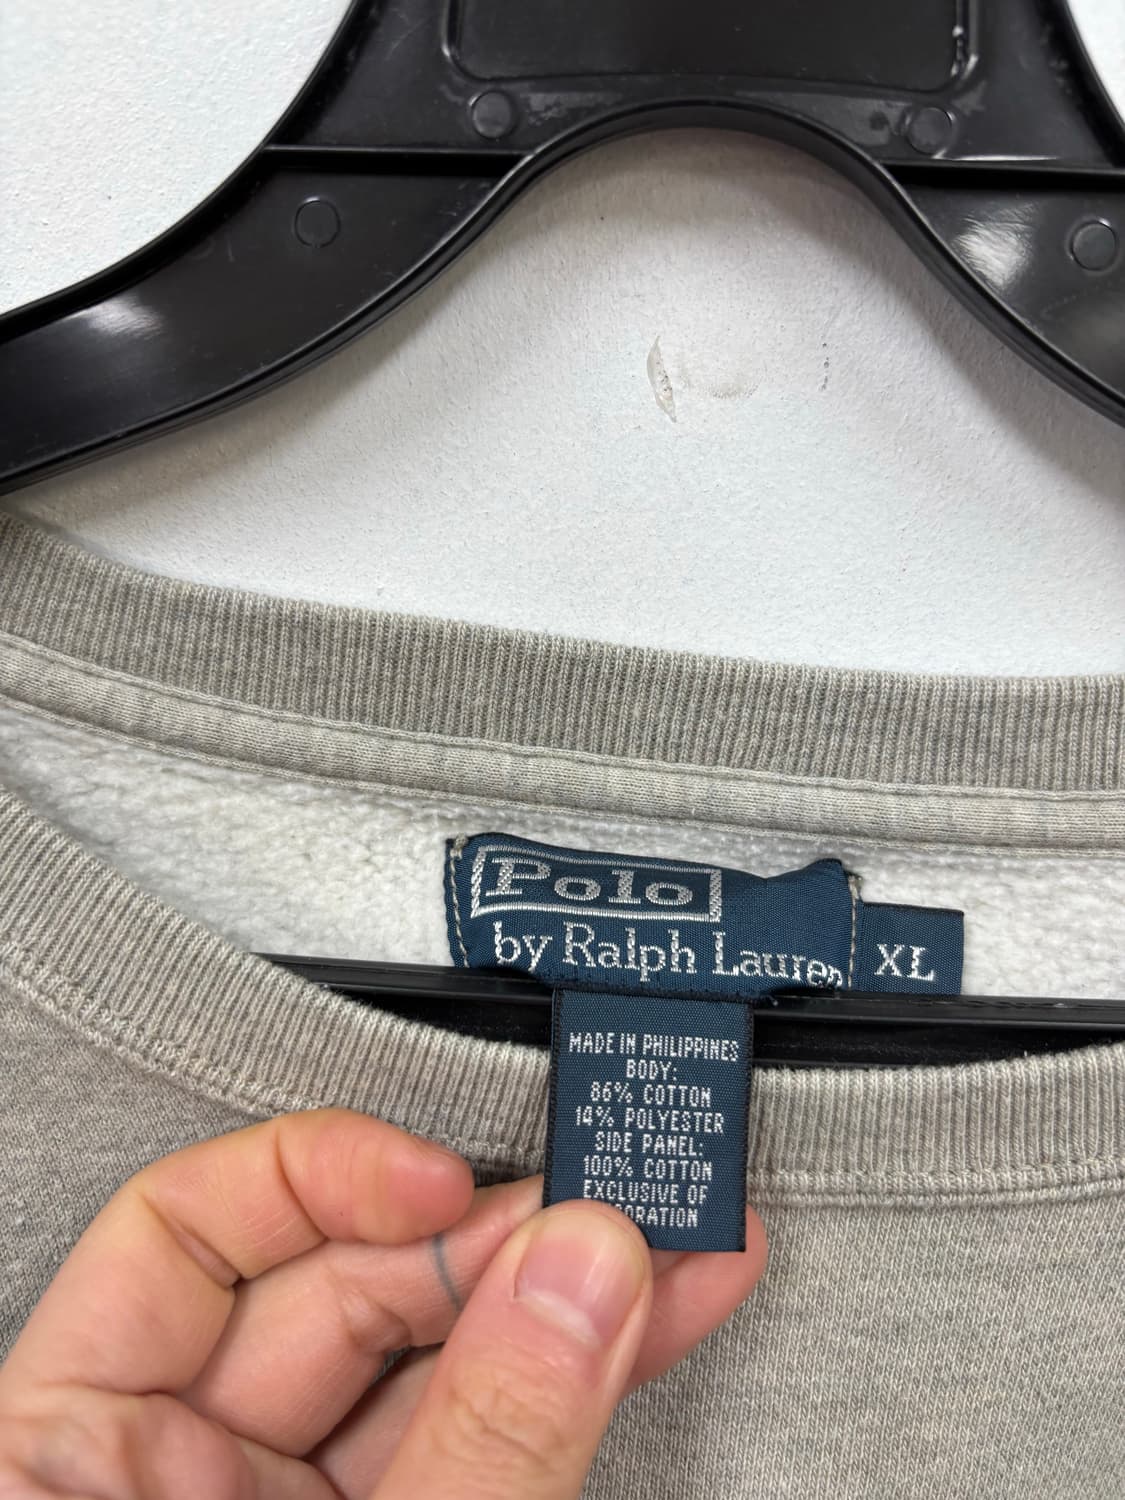 Polo
by Ralph Lauren
XL
MADE IN PHILIPPINES
BODY:
86% COTTON
14% POLYESTER
SIDE PANEL:
100% COTTON
EXCLUSIVE OF